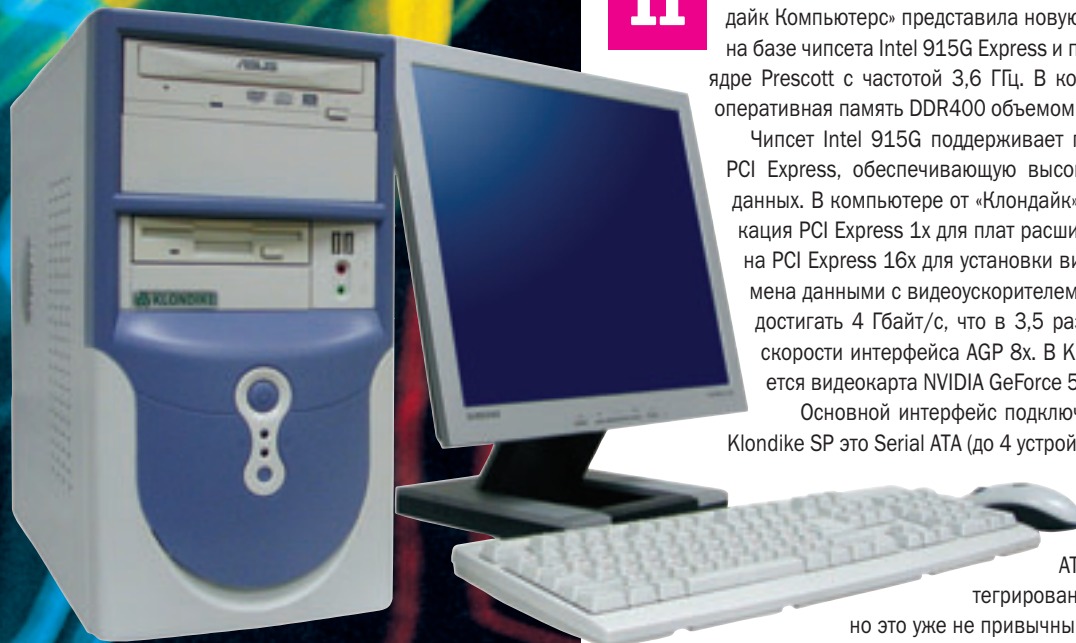 П
дайк Компьютерс» представила новую
на базе чипсета Intel 915G Express и п
ядре Prescott с частотой 3,6 ГГц. В ко
оперативная память DDR400 объемом
Чипсет Intel 915G поддерживает п
PCI Express, обеспечивающую высо
данных. В компьютере от «Клондайк»
кация PCI Express 1x для плат расши
на PCI Express 16x для установки ви
мена данными с видеоускорителем
достигать 4 Гбайт/с, что в 3,5 раз
скорости интерфейса AGP 8x. В K
ется видеокарта NVIDIA GeForce 5
Основной интерфейс подключ
Klondike SP это Serial ATA (до 4 устрой
AT
тегрирован
но это уже не привычны
ASUS
KLONDIKE
SAMSUNG